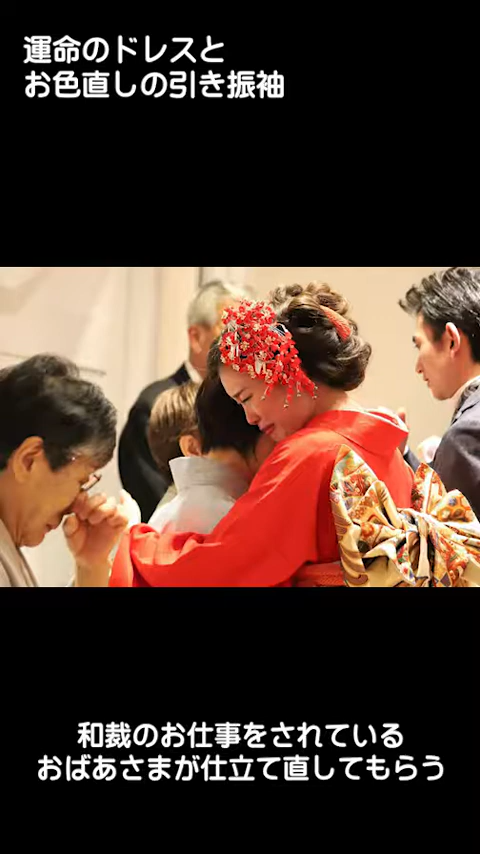 運命のドレスと
お色直しの引き振袖
和裁のお仕事をされている
おばあさまが仕立て直してもらう